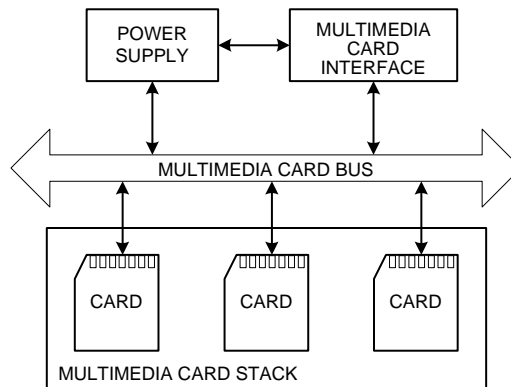 POWER
SUPPLY
MULTIMEDIA
CARD
INTERFACE
MULTIMEDIA CARD BUS
CARD
CARD
CARD
MULTIMEDIA CARD STACK